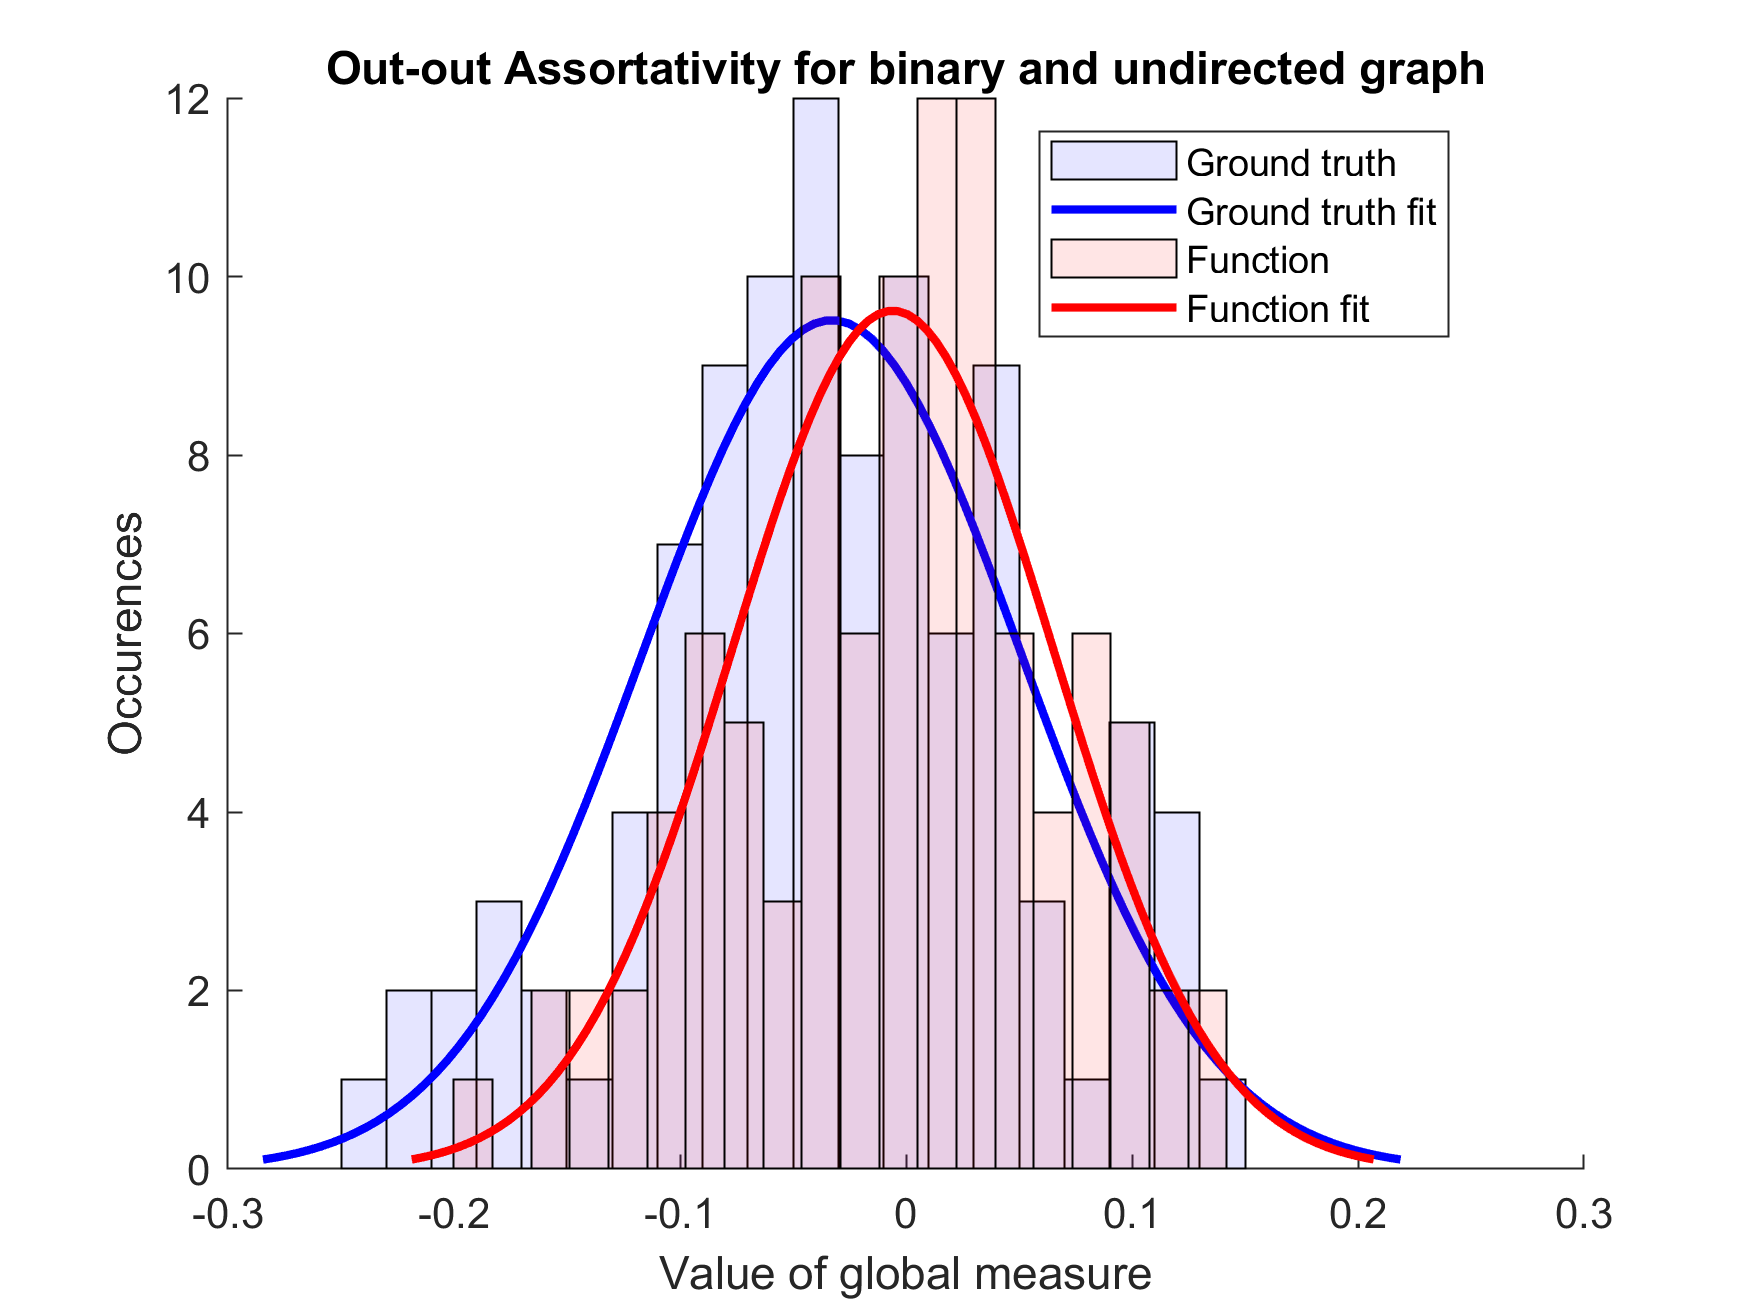 Out-out Assortativity for binary and undirected graph
12
10
8
6
4
2
0
Occurences
Ground truth
Ground truth fit
Function
Function fit
-0.3 -0.2 -0.1 0 0.1 0.2 0.3
Value of global measure